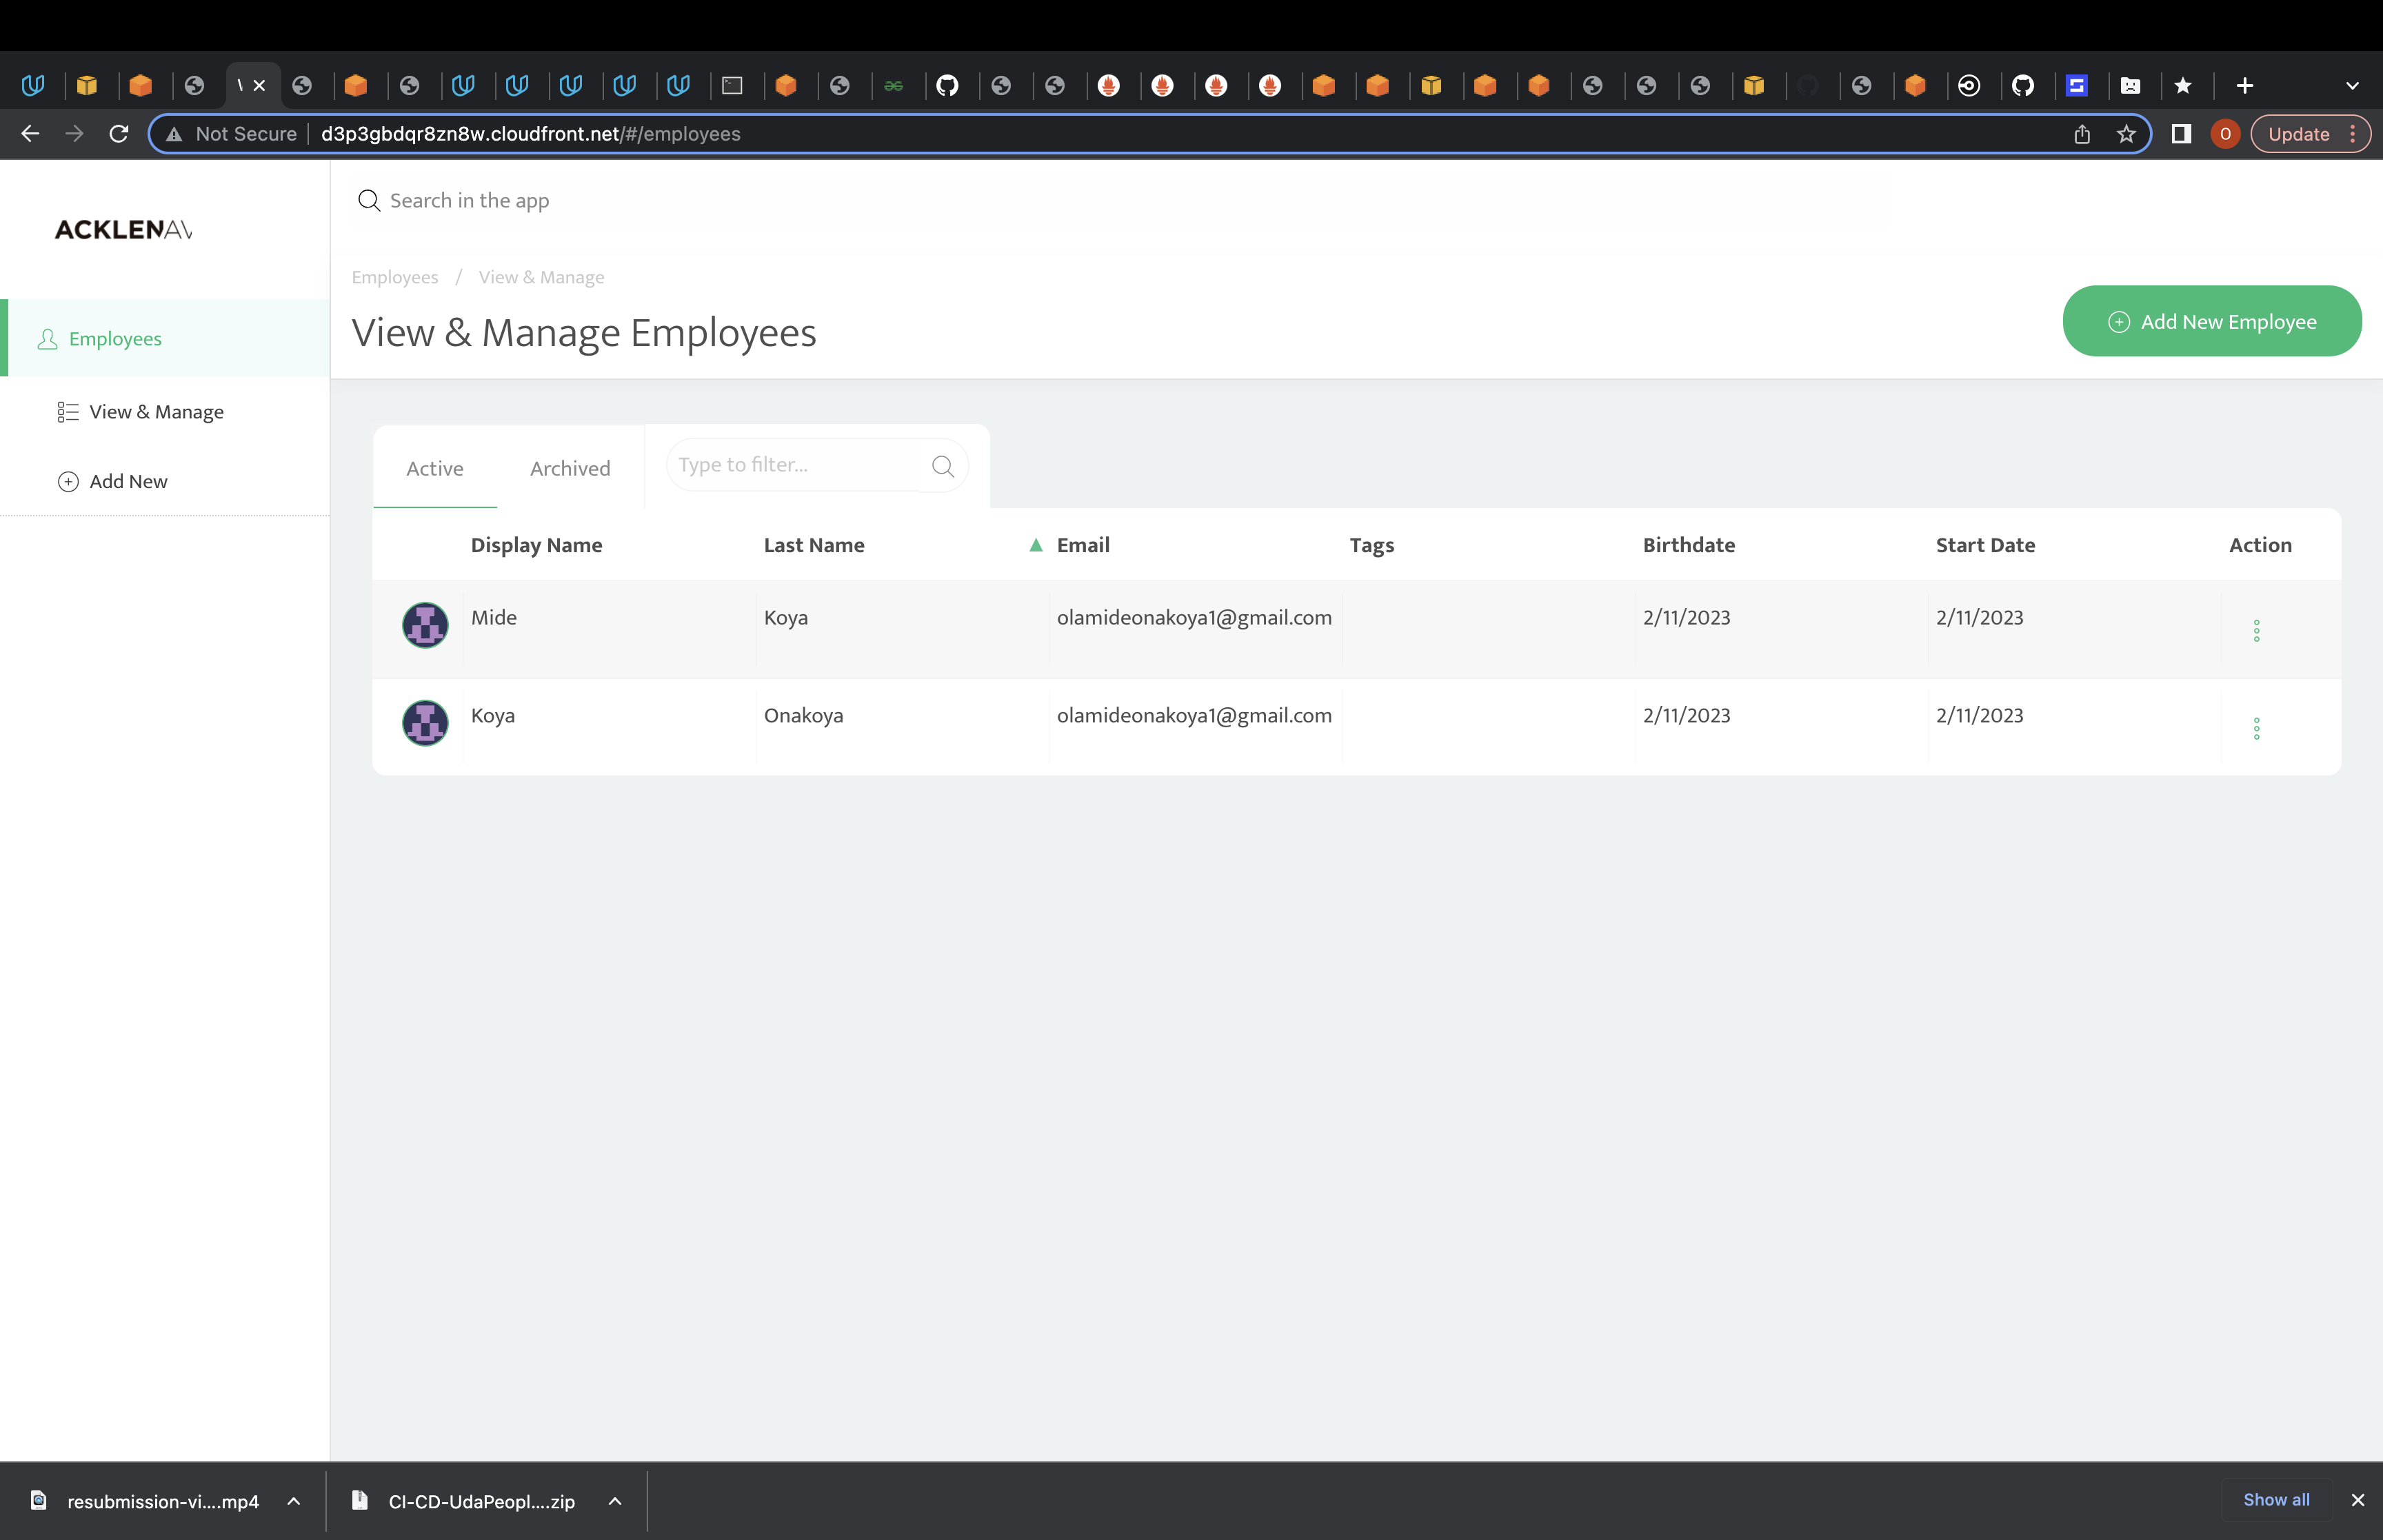 Not Secure d3p3gbdqr8zn8w.cloudfront.net/#/employees
O
Update
ACKLENAV
Search in the app
Employees / View & Manage
View & Manage Employees
Add New Employee
Employees
View & Manage
Add New
Active Archived Type to filter...
Display Name Last Name ▲ Email Tags Birthdate Start Date Action
Mide Koya olamideonakoya1@gmail.com 2/11/2023 2/11/2023
Koya Onakoya olamideonakoya1@gmail.com 2/11/2023 2/11/2023
resubmission-vi....mp4 CI-CD-UdaPeopl....zip Show all